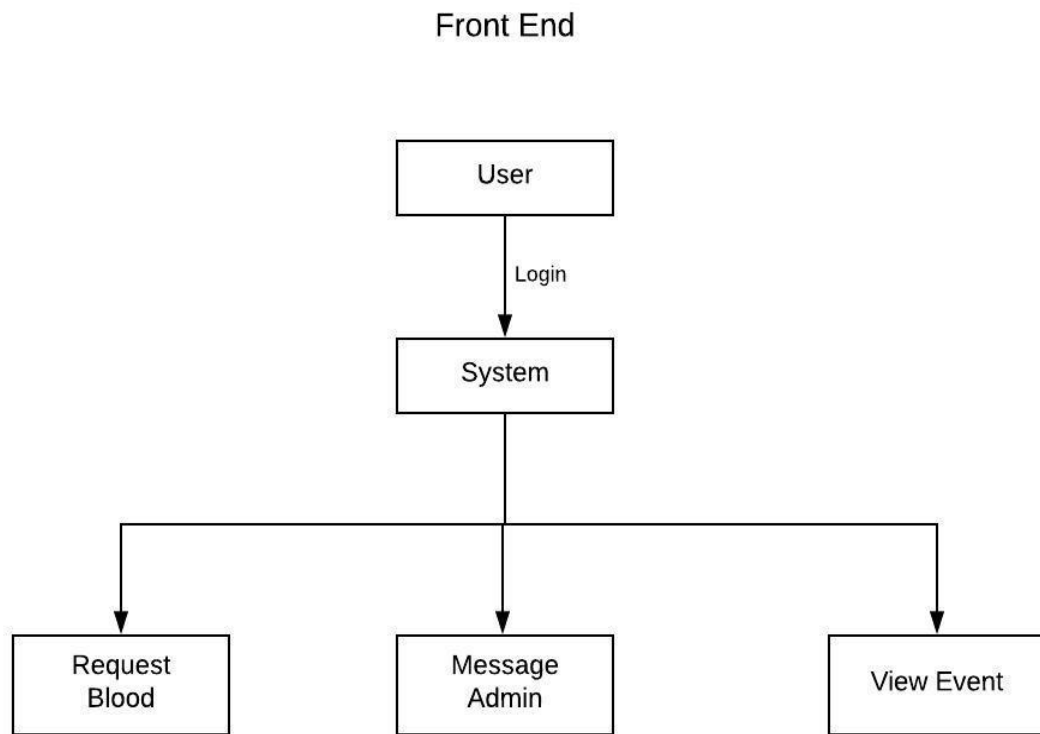 Front End
User
Login
System
Request
Blood
Message
Admin
View Event